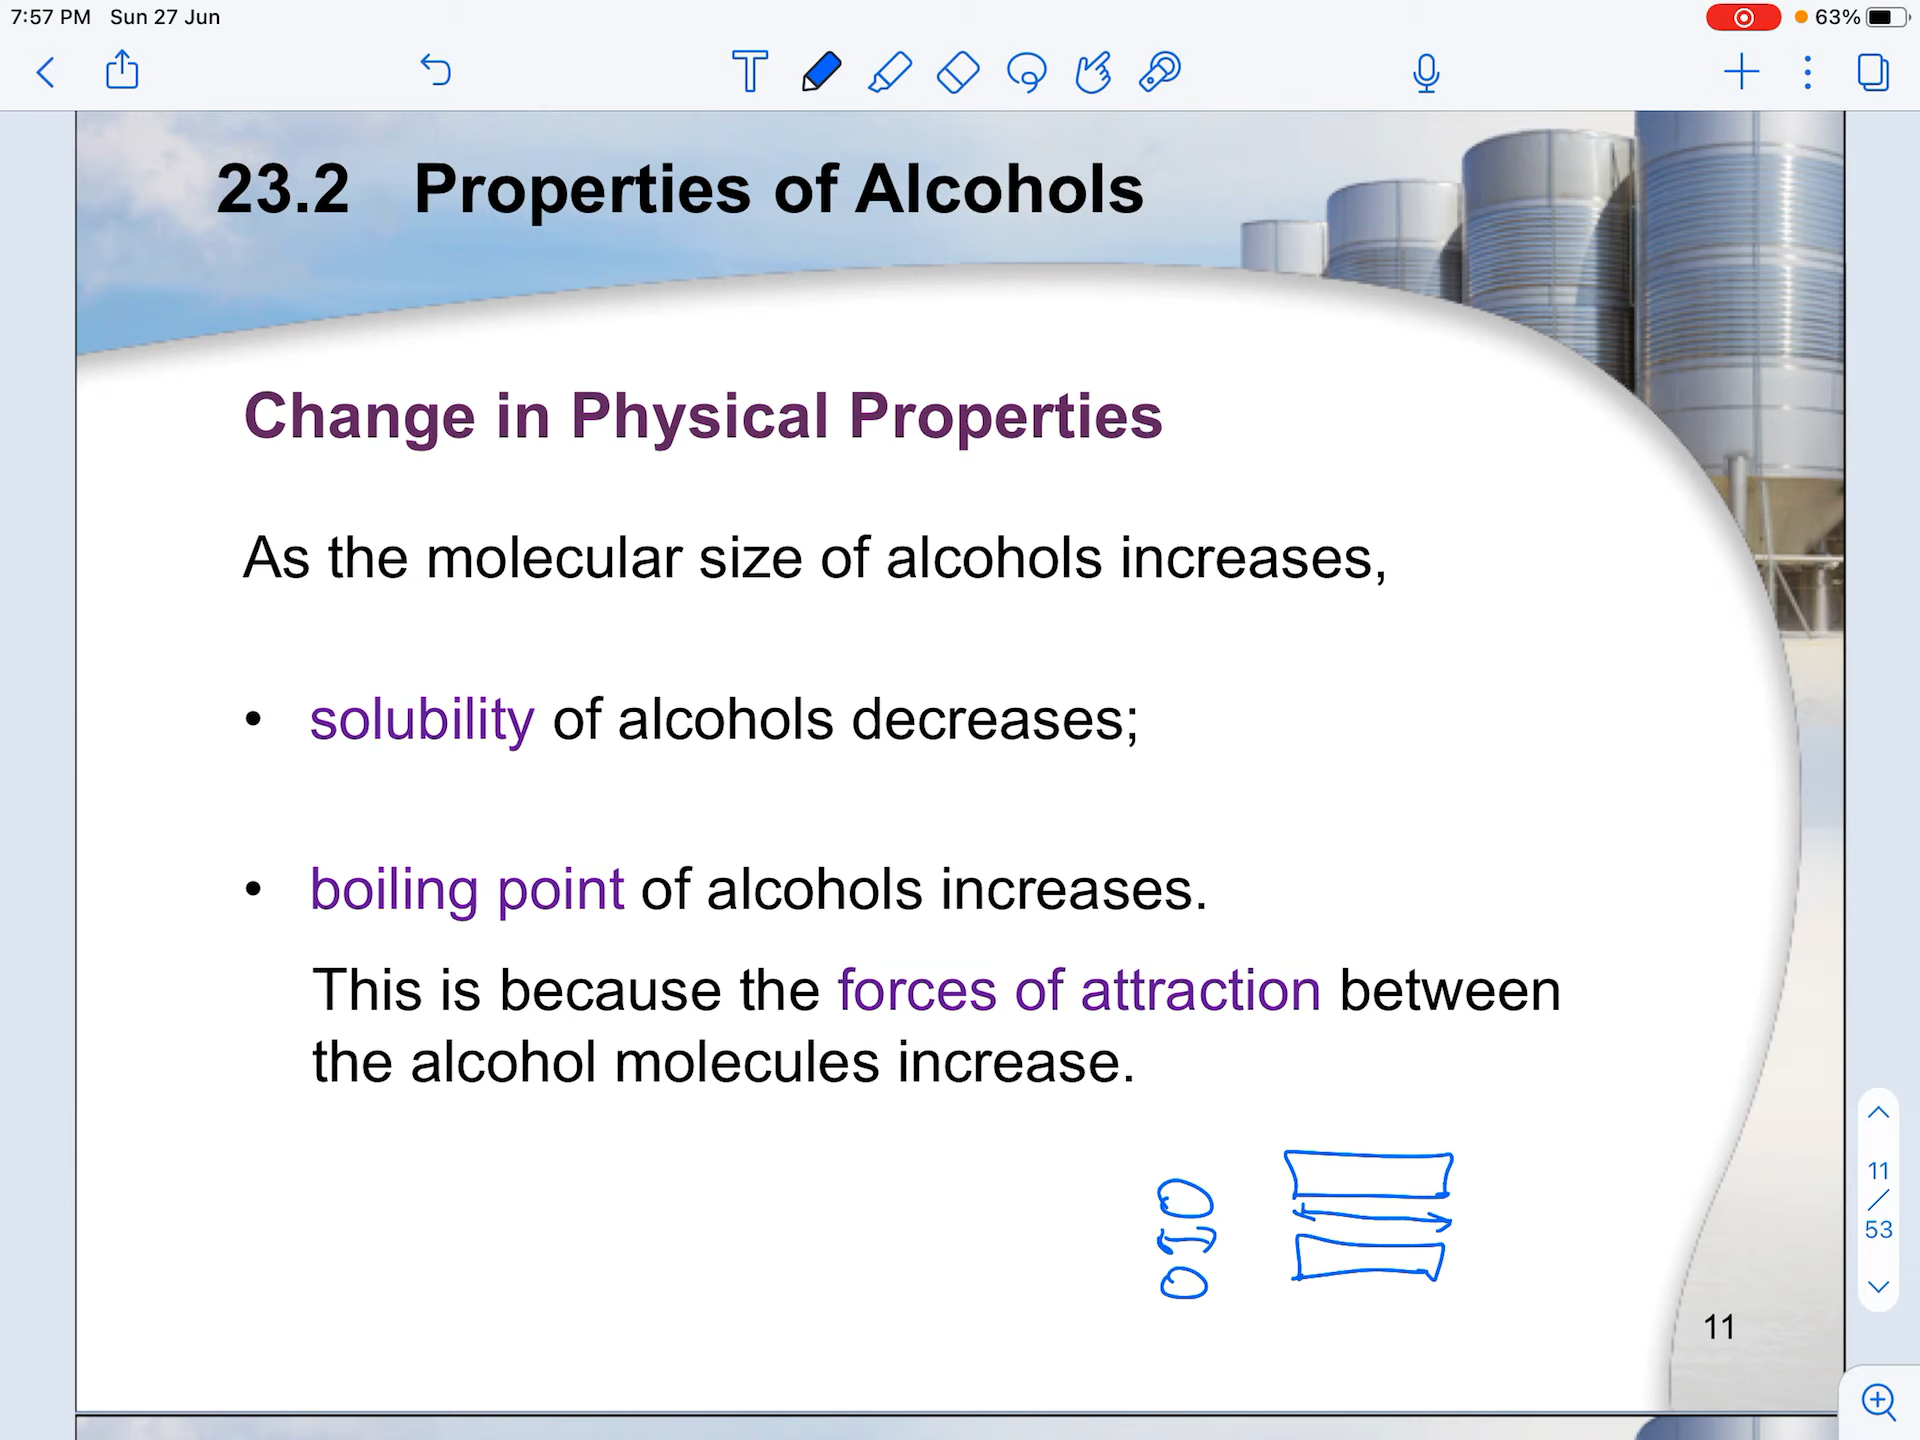 7:57 PM Sun 27 Jun
63%
23.2 Properties of Alcohols
Change in Physical Properties
As the molecular size of alcohols increases,
• solubility of alcohols decreases;
• boiling point of alcohols increases.
This is because the forces of attraction between
the alcohol molecules increase.
11
/
53
11